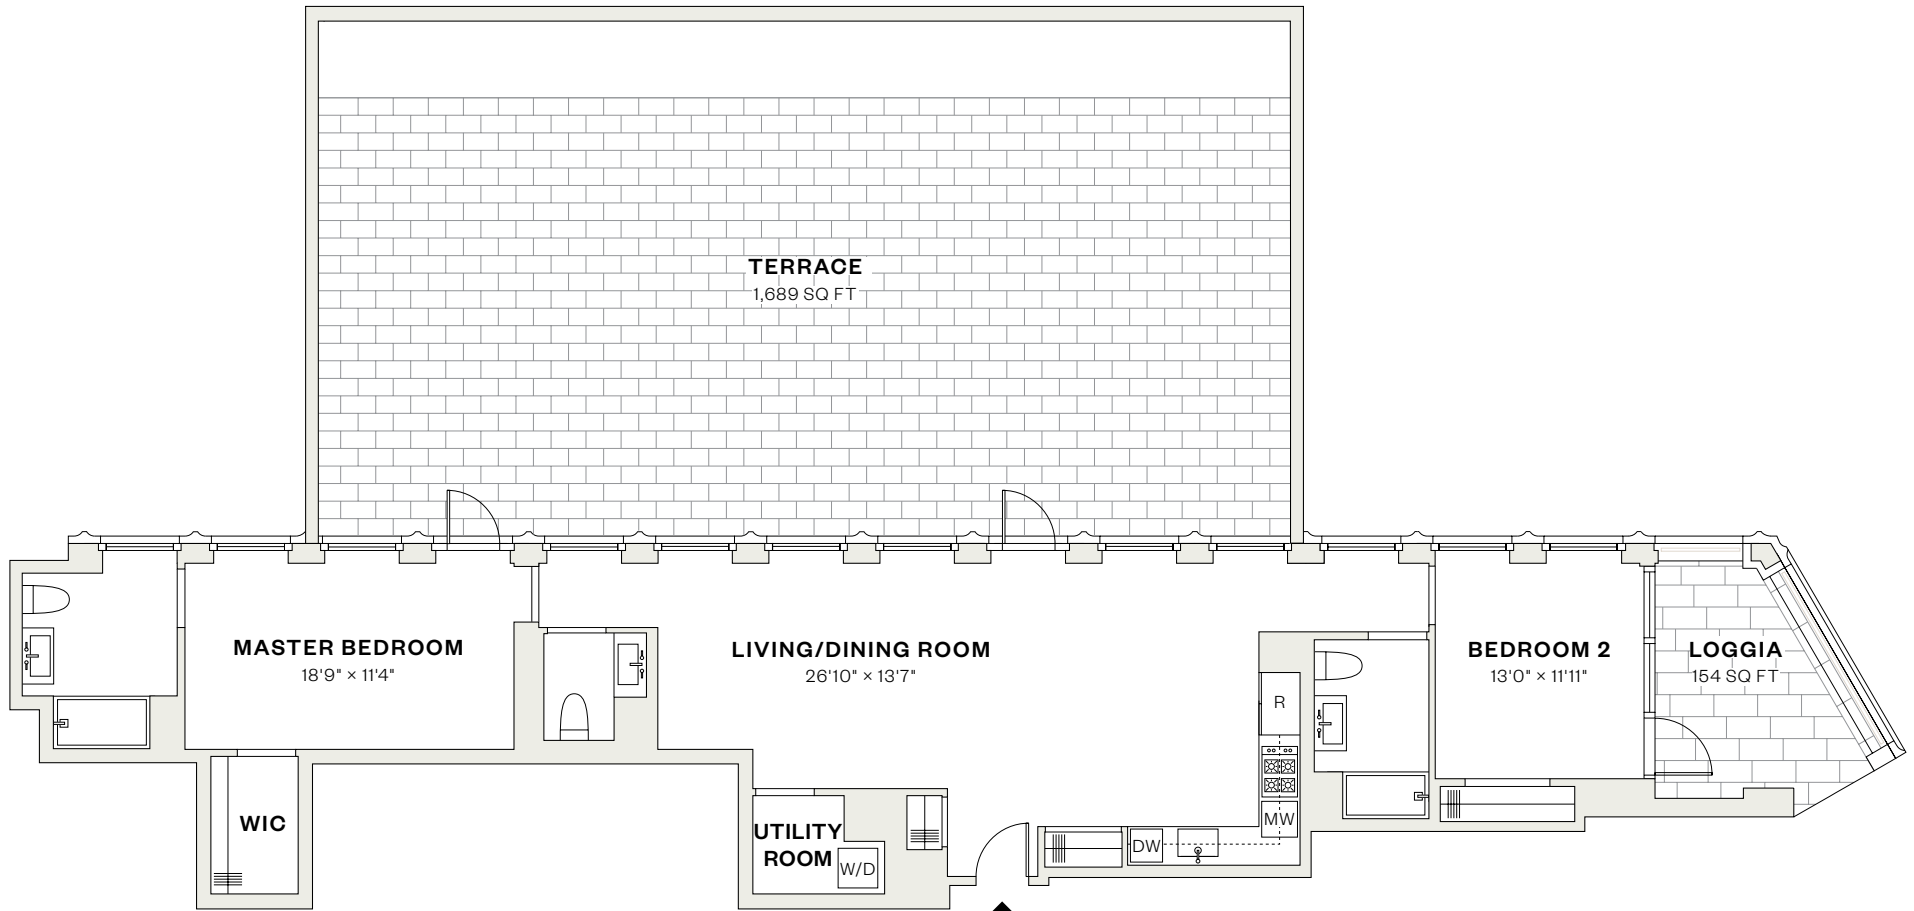 TERRACE
1,689 SQ FT
MASTER BEDROOM
18'9" × 11'4"
LIVING/DINING ROOM
26'10" × 13'7"
BEDROOM 2
13'0" × 11'11"
LOGGIA
154 SQ FT
R
WIC
UTILITY
ROOM
W/D
DW
MW